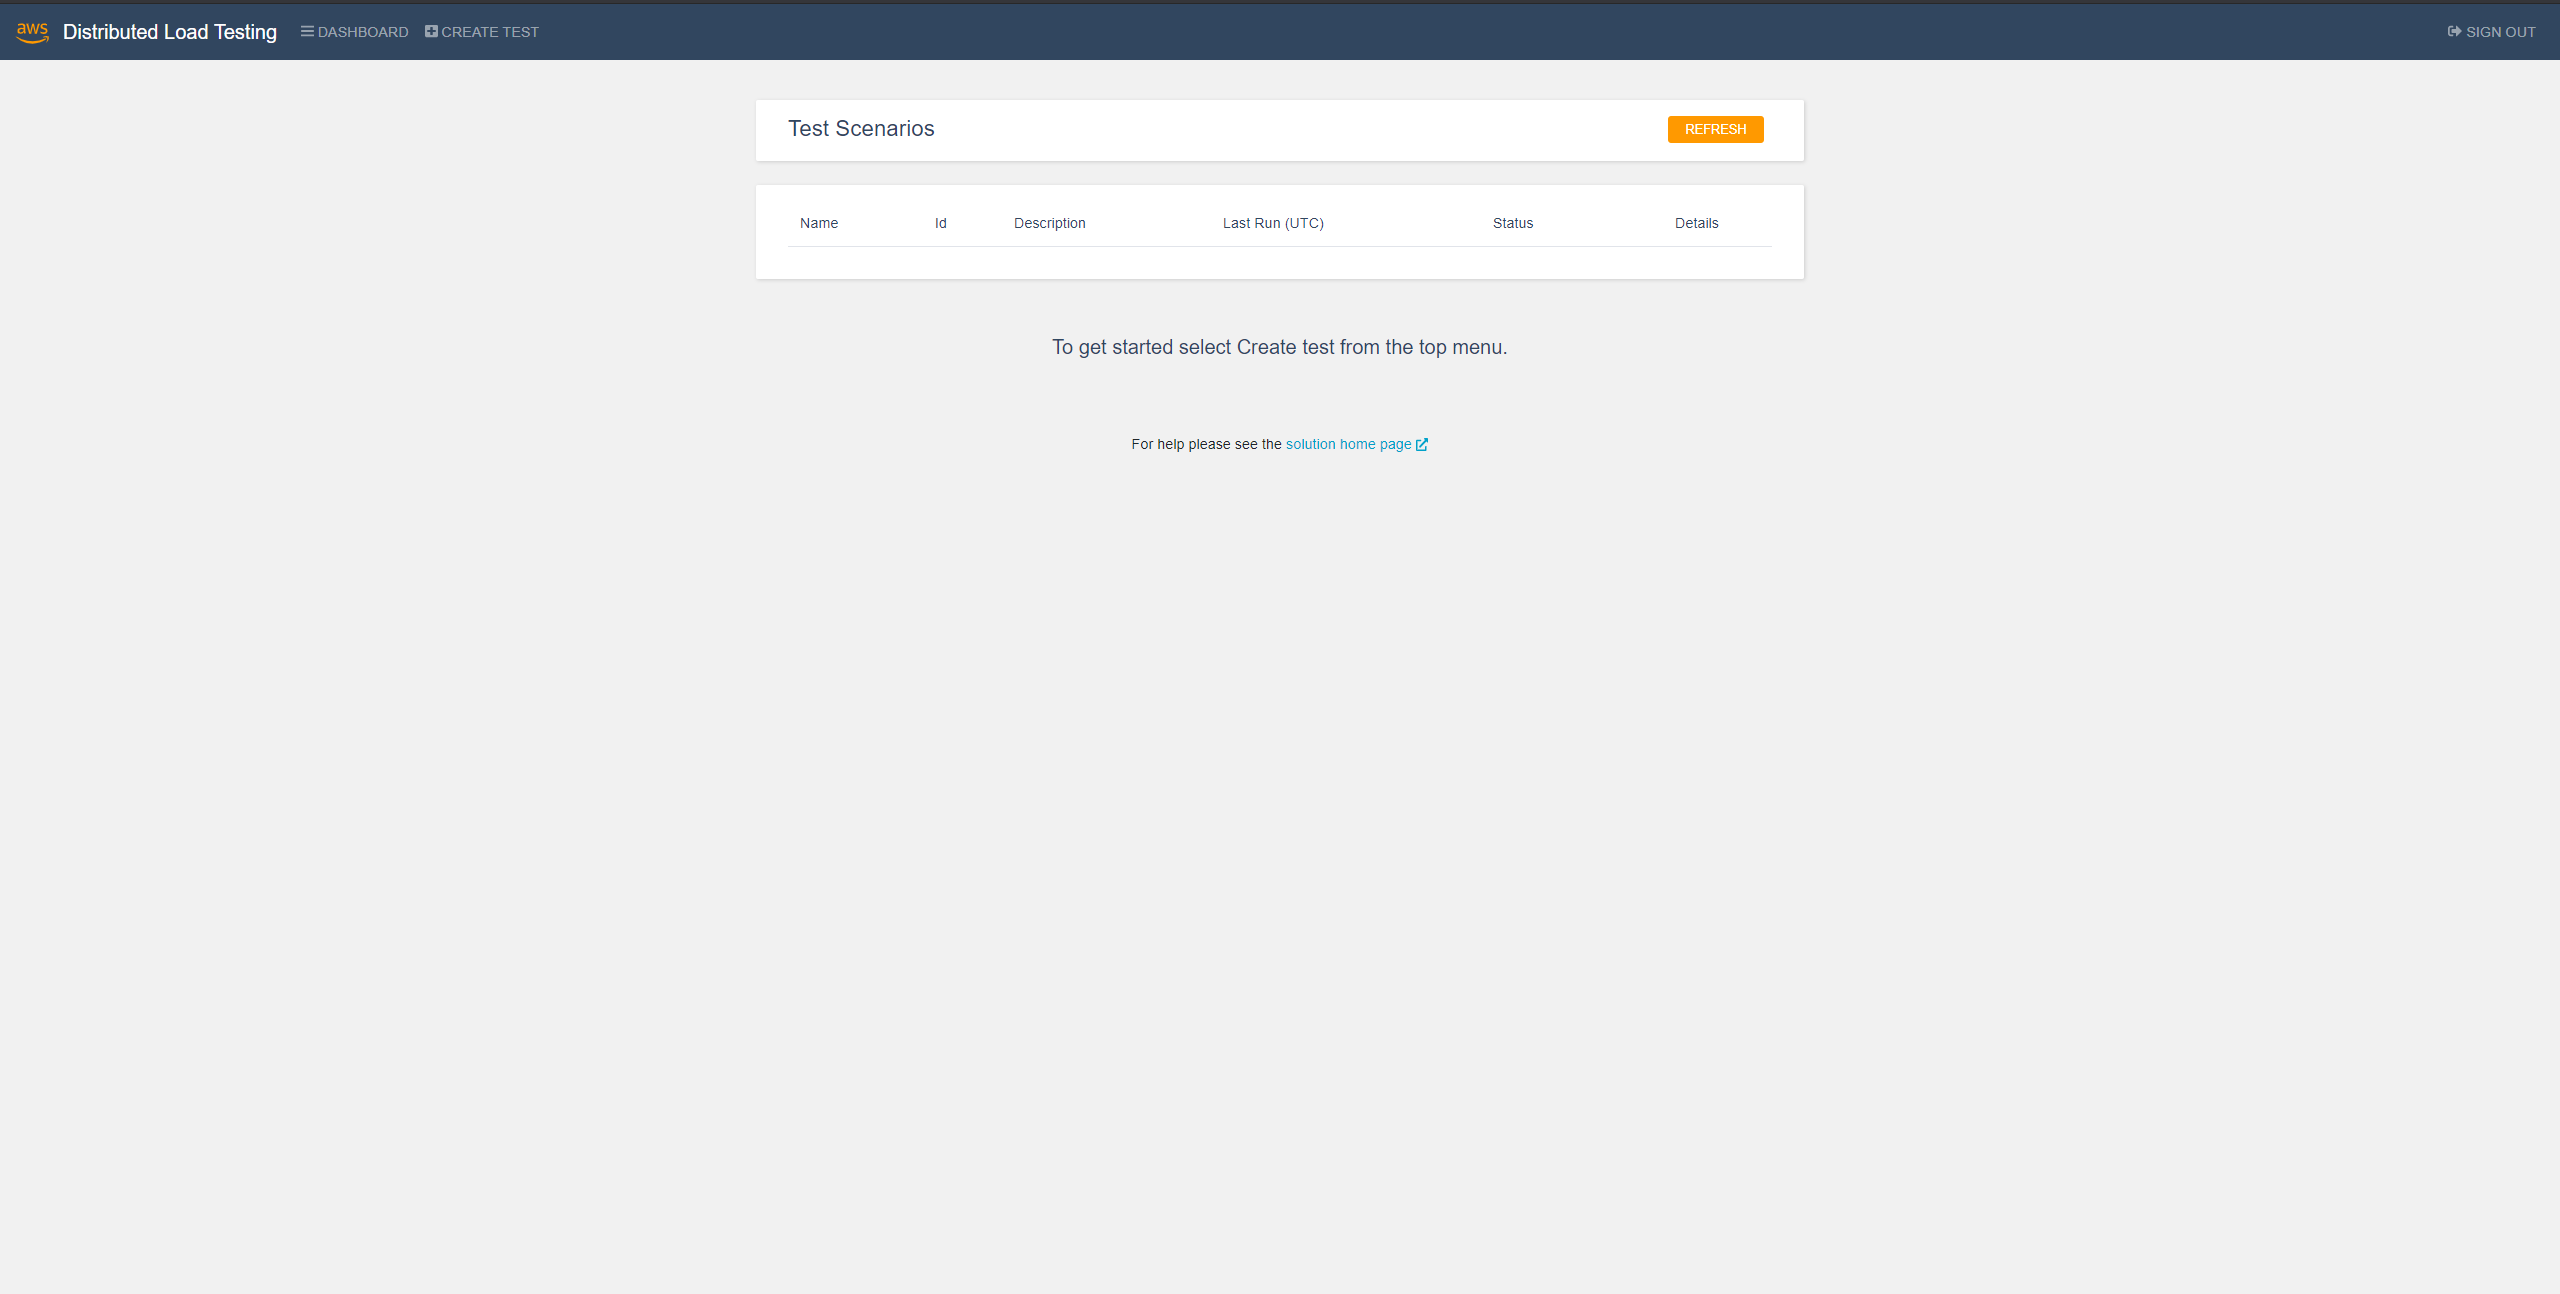 aws Distributed Load Testing DASHBOARD CREATE TEST SIGN OUT
Test Scenarios REFRESH
Name Id Description Last Run (UTC) Status Details
To get started select Create test from the top menu.
For help please see the solution home page